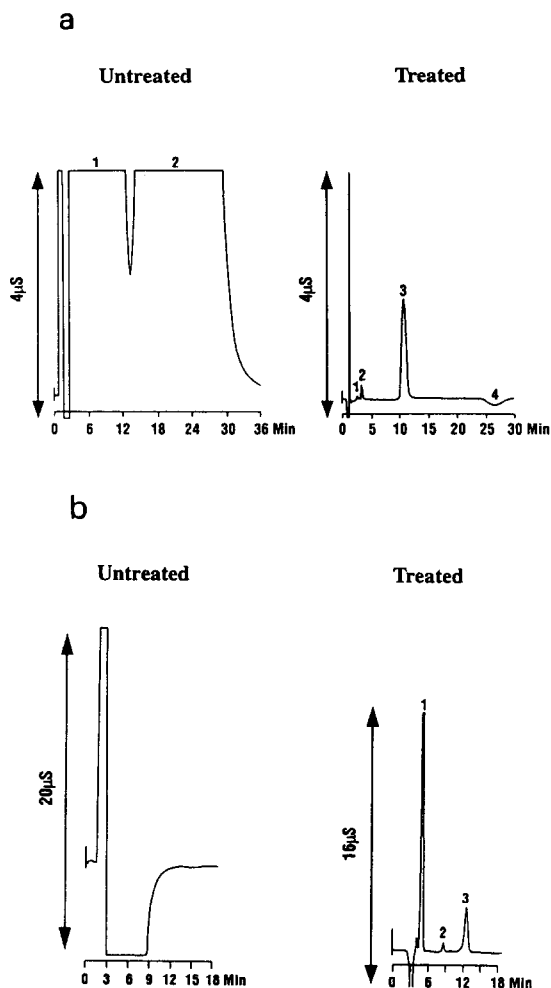 a
Untreated
Treated
1 2
4µS
0 6 12 18 24 30 36 Min
4µS
1 2 3 4
0 5 10 15 20 25 30 Min
b
Untreated
Treated
20µS
0 3 6 9 12 15 18 Min
16µS
1 2 3
0 6 12 18 Min